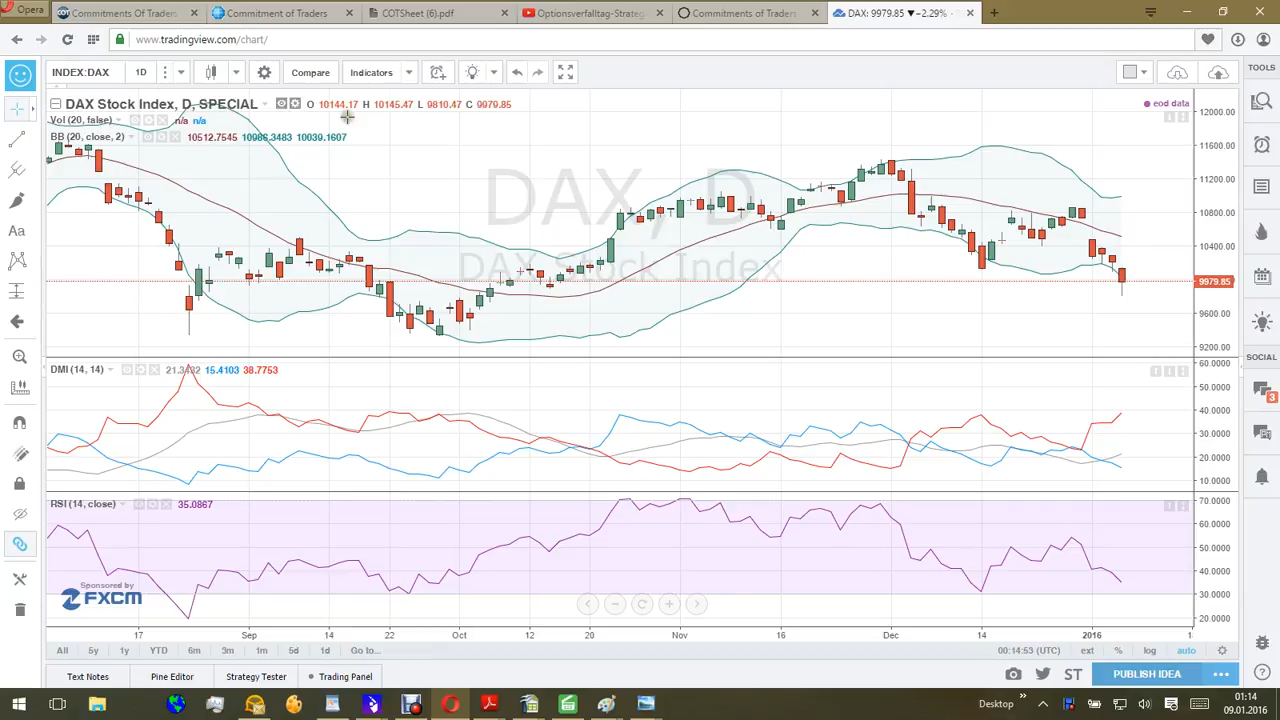 Opera
Commitments Of Traders
Commitment of Traders
COTSheet (6).pdf
Optionsverfalltag-Strateg
Commitments of Traders
DAX: 9979.85 ▼−2.29%
www.tradingview.com/chart/
INDEX:DAX 1D Compare Indicators TOOLS
DAX Stock Index, D, SPECIAL O 10144.17 H 10145.47 L 9810.47 C 9979.85 eod data
Vol (20, false) n/a n/a
BB (20, close, 2) 10512.7545 10986.3483 10039.1607
DAX, D
DAX Stock Index
12000.00
11600.00
11200.00
10800.00
10400.00
9979.85
9600.00
9200.00
DMI (14, 14) 21.3432 15.4103 38.7753
60.0000
50.0000
40.0000
30.0000
20.0000
10.0000
SOCIAL
3
RSI (14, close) 35.0867
70.0000
60.0000
50.0000
40.0000
30.0000
20.0000
Sponsored by
FXCM
17 Sep 14 22 Oct 12 20 Nov 16 Dec 14 2016
All 5y 1y YTD 6m 3m 1m 5d 1d Go to... 00:14:53 (UTC) ext % log auto
Text Notes Pine Editor Strategy Tester Trading Panel ST PUBLISH IDEA
Desktop
01:14
09.01.2016